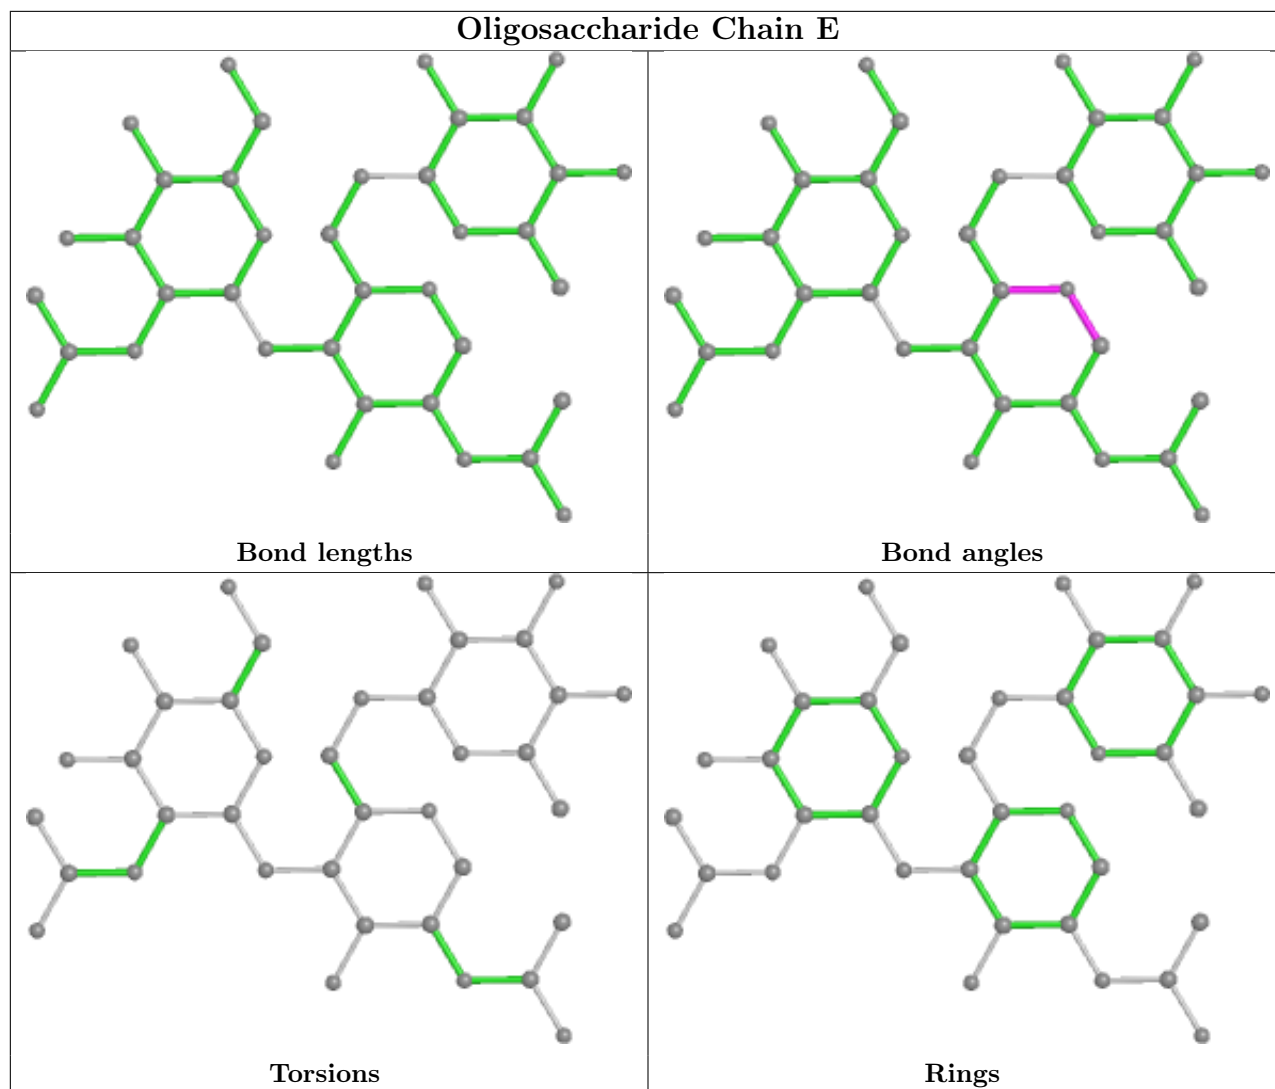 Oligosaccharide Chain E
Bond lengths
Bond angles
Torsions
Rings